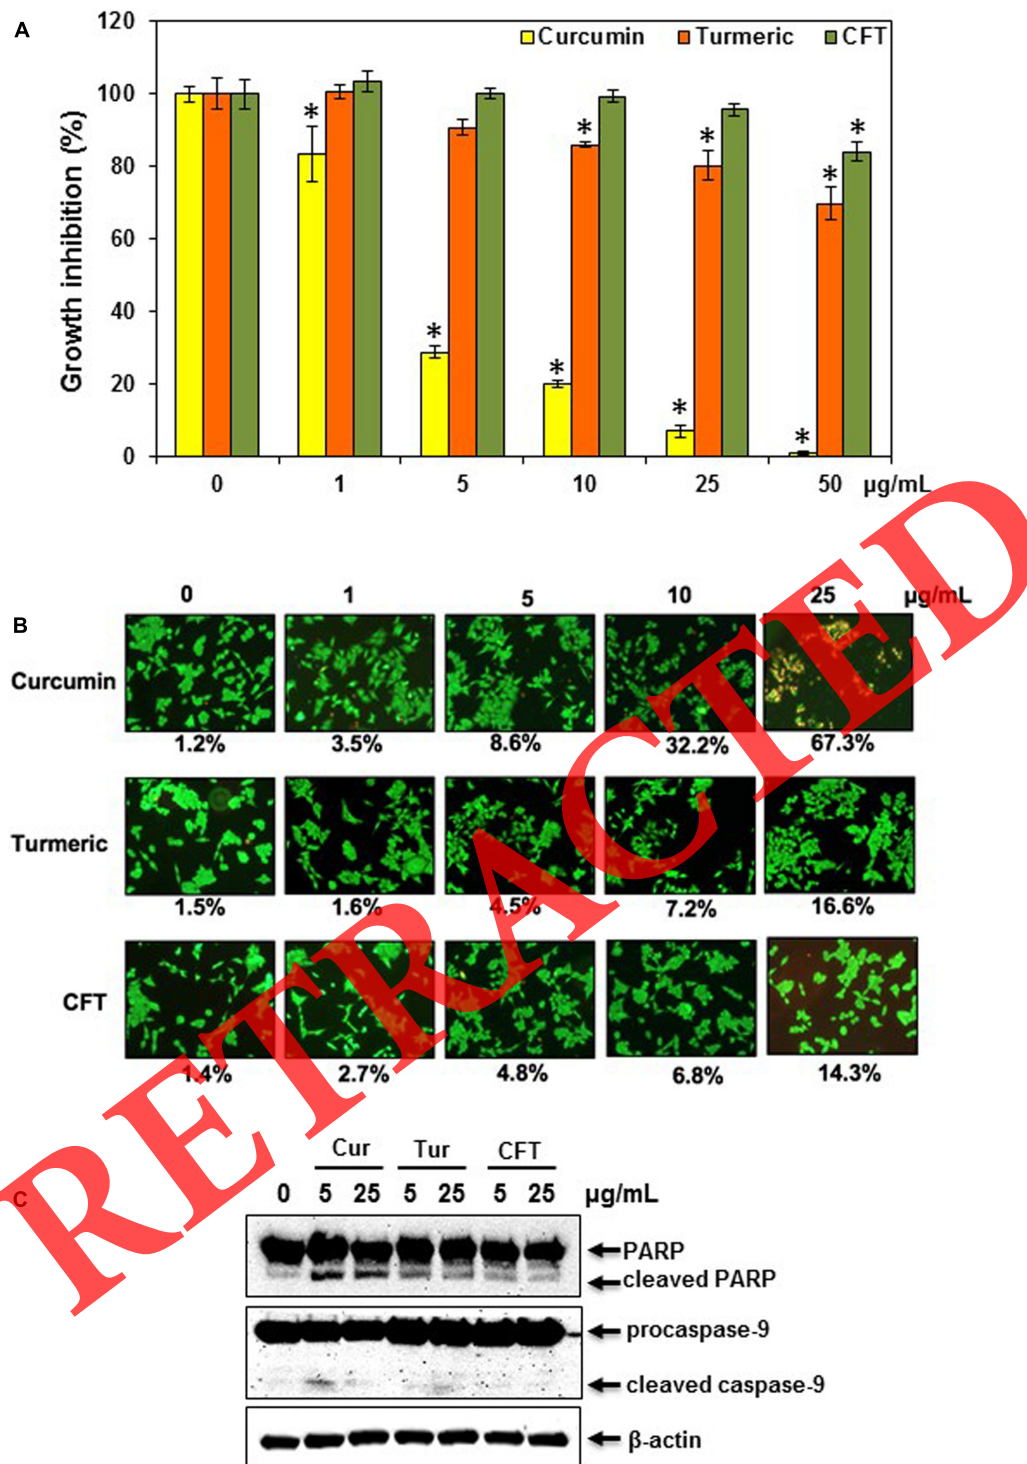 A
120
100
80
60
40
20
0
Growth inhibition (%)
Curcumin Turmeric CFT
* * * * * * * * *
0 1 5 10 25 50 µg/mL
B
0 1 5 10 25 µg/mL
Curcumin
1.2% 3.5% 8.6% 32.2% 67.3%
Turmeric
1.5% 1.6% 4.5% 7.2% 16.6%
CFT
1.4% 2.7% 4.8% 6.8% 14.3%
RETRACTED
C
Cur Tur CFT
0 5 25 5 25 5 25 µg/mL
PARP
cleaved PARP
procaspase-9
cleaved caspase-9
β-actin